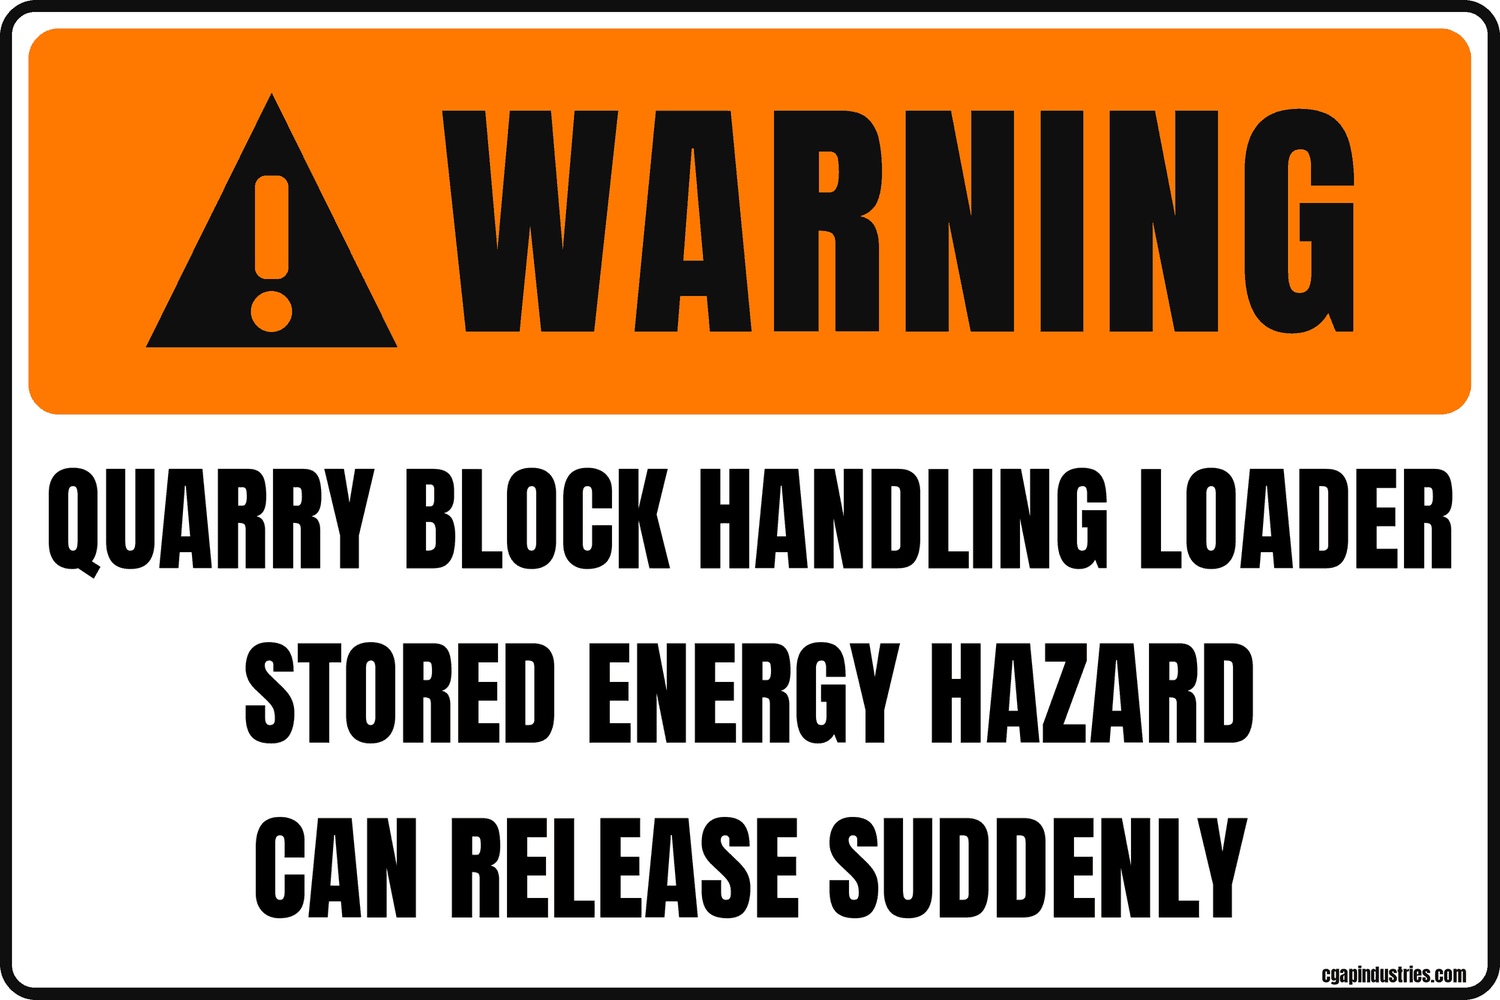 WARNING
QUARRY BLOCK HANDLING LOADER
STORED ENERGY HAZARD
CAN RELEASE SUDDENLY
cgapindustries.com